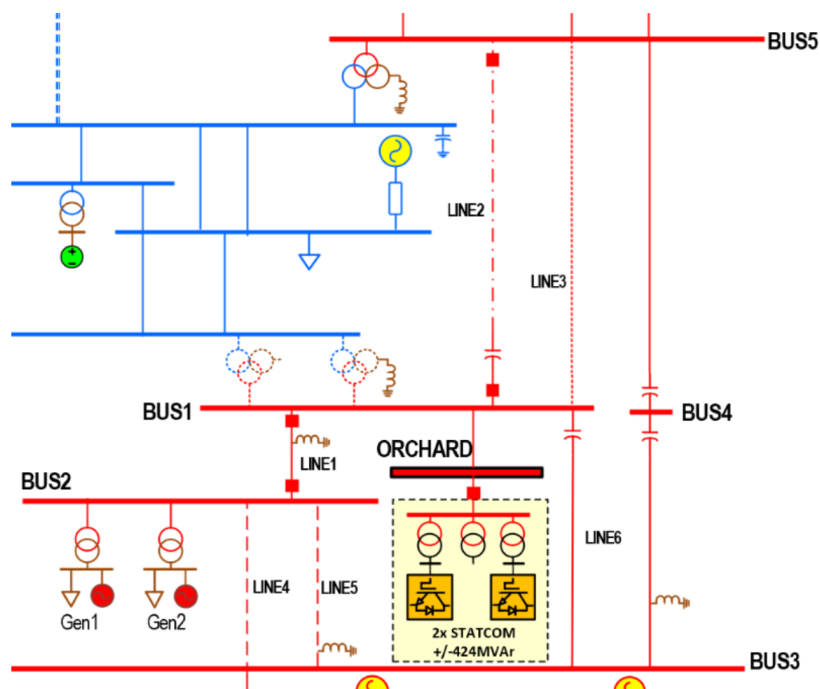 BUS5
LINE2
LINE3
BUS1
BUS4
ORCHARD
LINE1
BUS2
LINE6
LINE4
LINE5
Gen1
Gen2
2x STATCOM
+/-424MVAr
BUS3